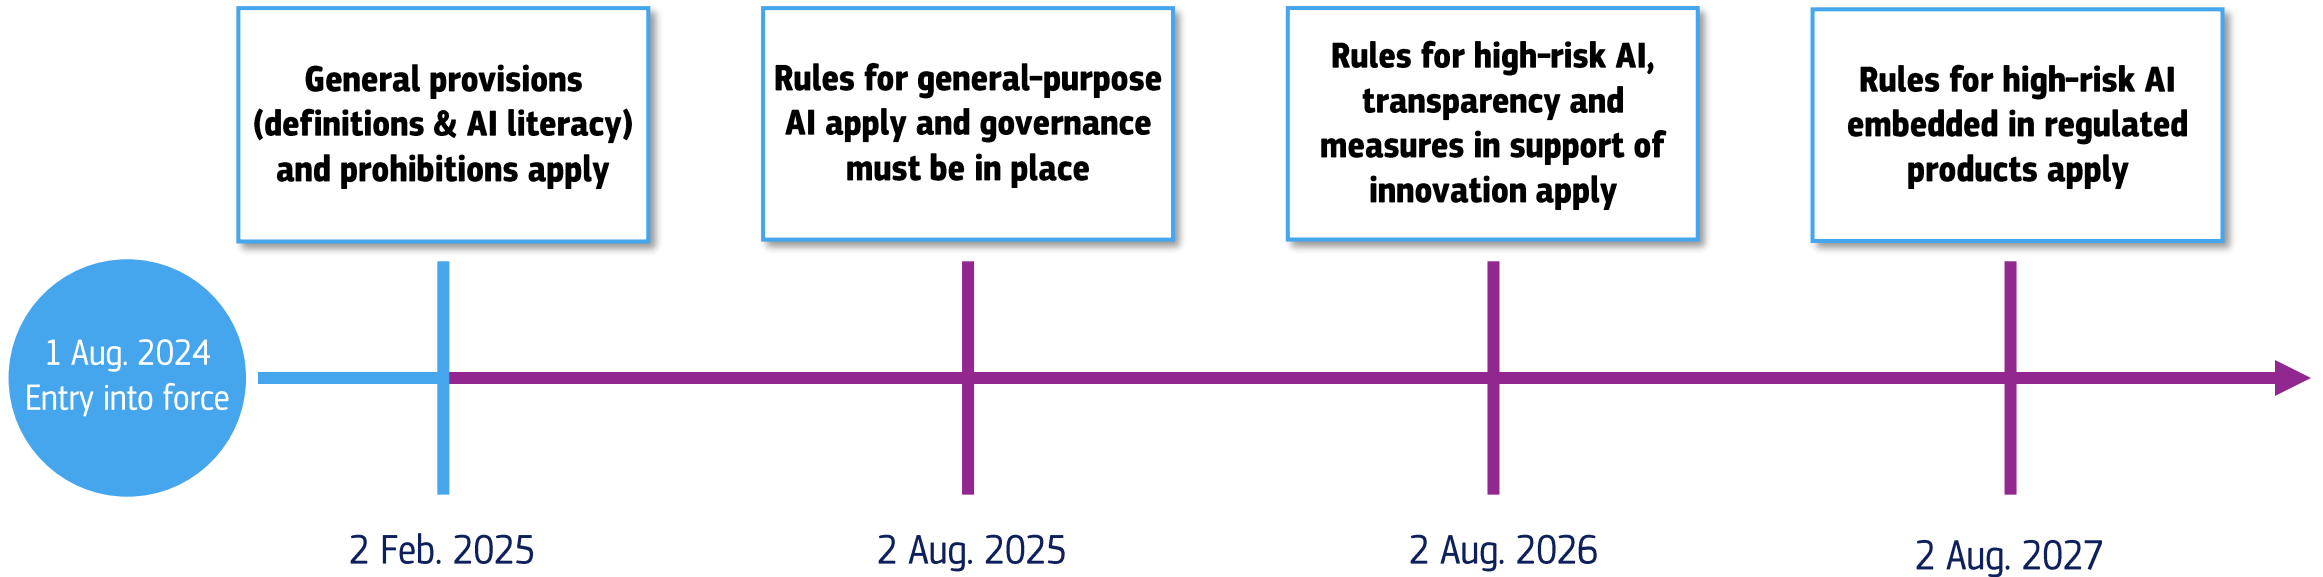 General provisions
(definitions & AI literacy)
and prohibitions apply
Rules for general-purpose
AI apply and governance
must be in place
Rules for high-risk AI,
transparency and
measures in support of
innovation apply
Rules for high-risk AI
embedded in regulated
products apply
1 Aug. 2024
Entry into force
2 Feb. 2025
2 Aug. 2025
2 Aug. 2026
2 Aug. 2027